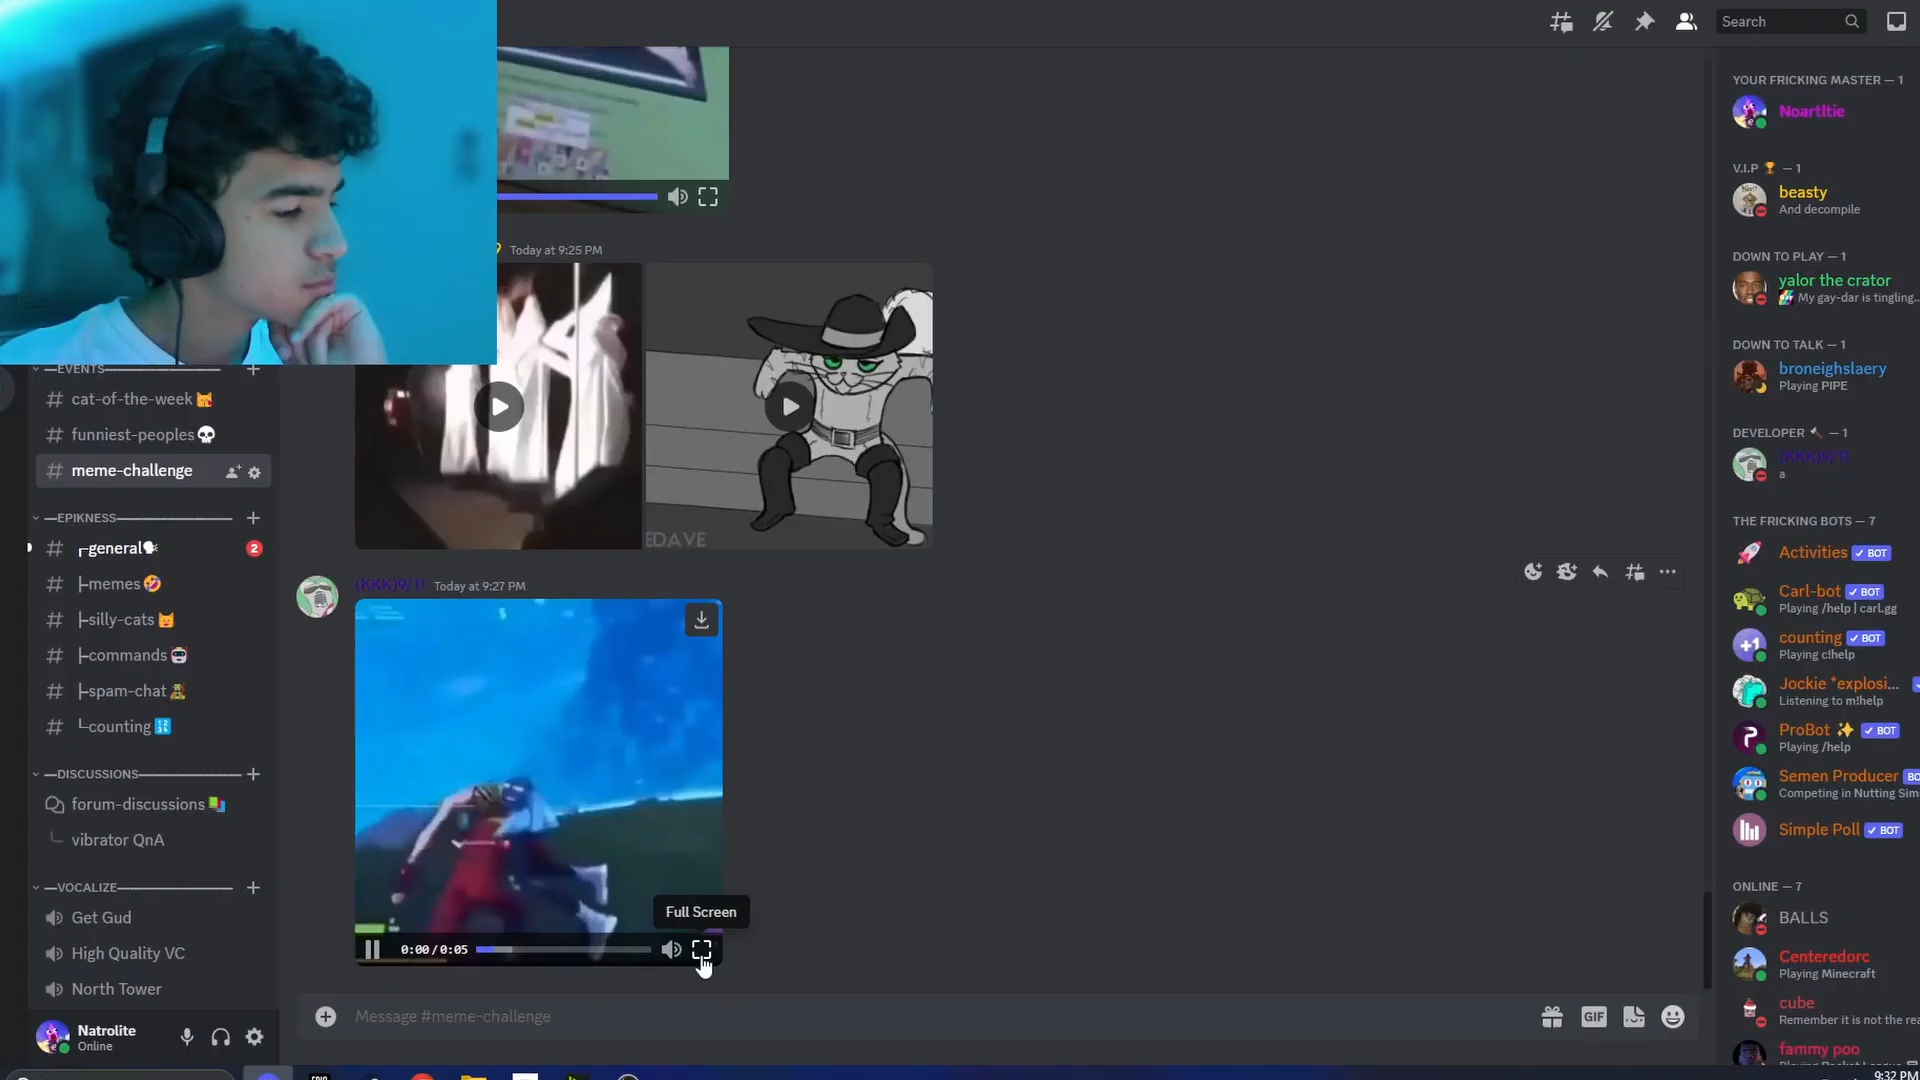 Search
YOUR FRICKING MASTER — 1
Noartltie
V.I.P 🏆 — 1
beasty
And decompile
DOWN TO PLAY — 1
yalor the crator
My gay-dar is tingling...
DOWN TO TALK — 1
broneighslaery
Playing PIPE
DEVELOPER 🔨 — 1
(KKK)9/11
a
THE FRICKING BOTS — 7
Activities ✓ BOT
Carl-bot ✓ BOT
Playing /help | carl.gg
counting ✓ BOT
Playing c!help
Jockie *explosi...
Listening to m!help
ProBot ✨ ✓ BOT
Playing /help
Semen Producer
Competing in Nutting Sim
Simple Poll ✓ BOT
ONLINE — 7
BALLS
Centeredorc
Playing Minecraft
cube
Remember it is not the rea
fammy poo
EVENTS
cat-of-the-week
funniest-peoples
meme-challenge
EPIKNESS
┌general
2
├memes
├silly-cats
├commands
├spam-chat
└counting
DISCUSSIONS
forum-discussions
vibrator QnA
VOCALIZE
Get Gud
High Quality VC
North Tower
Natrolite
Online
Today at 9:25 PM
EDAVE
(KKK)9/11 Today at 9:27 PM
Full Screen
0:00/0:05
Message #meme-challenge
GIF
9:32 PM